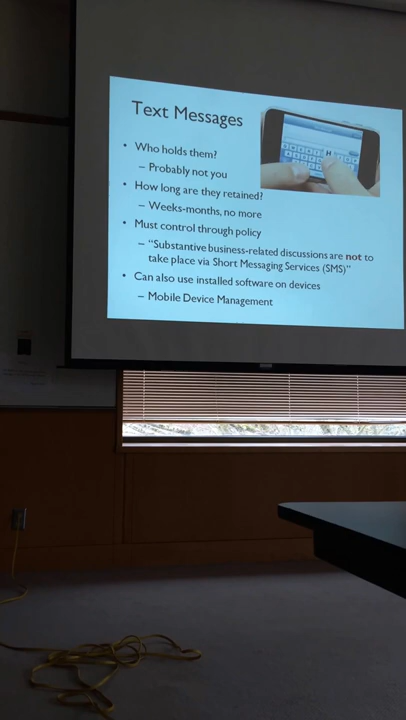 Text Messages
• Who holds them?
– Probably not you
• How long are they retained?
– Weeks-months, no more
• Must control through policy
– “Substantive business-related discussions are not to
take place via Short Messaging Services (SMS)”
• Can also use installed software on devices
– Mobile Device Management
H